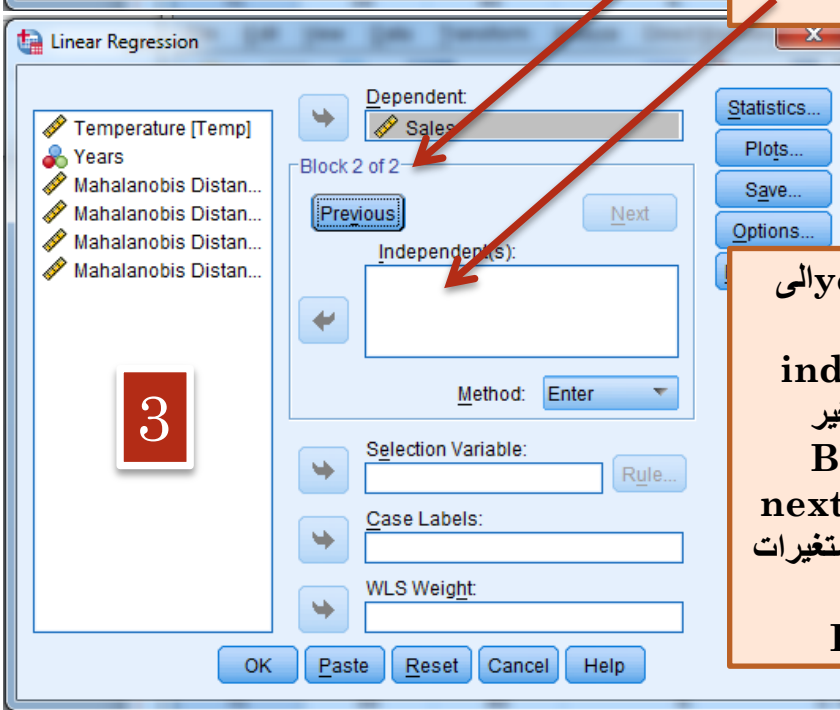 Linear Regression
Temperature [Temp]
Years
Mahalanobis Distan...
Mahalanobis Distan...
Mahalanobis Distan...
Mahalanobis Distan...
3
Dependent:
Sales
Block 2 of 2
Previous
Next
Independent(s):
Method: Enter
Selection Variable:
Rule...
Case Labels:
WLS Weight:
OK Paste Reset Cancel Help
Statistics...
Plots...
Save...
Options...
الى
next